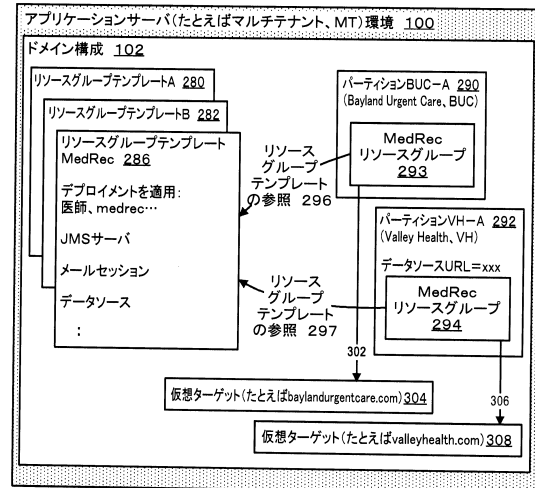 アプリケーションサーバ(たとえばマルチテナント、MT)環境 100
ドメイン構成 102
リソースグループテンプレートA 280
リソースグループテンプレートB 282
リソースグループテンプレート
MedRec 286
デプロイメントを適用:
医師、medrec…
JMSサーバ
メールセッション
データソース
:
リソース
グループ
テンプレート
の参照 296
リソース
グループ
テンプレート
の参照 297
パーティションBUC-A 290
(Bayland Urgent Care、BUC)
MedRec
リソースグループ
293
パーティションVH-A 292
(Valley Health、VH)
データソースURL=xxx
MedRec
リソースグループ
294
302
306
仮想ターゲット(たとえばbaylandurgentcare.com) 304
仮想ターゲット(たとえばvalleyhealth.com) 308